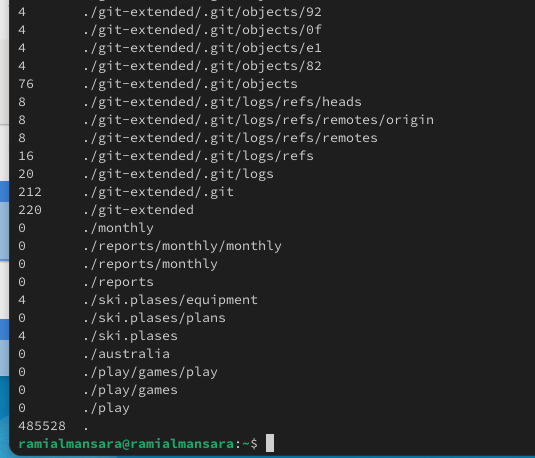 4 ./git-extended/.git/objects/92
4 ./git-extended/.git/objects/0f
4 ./git-extended/.git/objects/e1
4 ./git-extended/.git/objects/82
76 ./git-extended/.git/objects
8 ./git-extended/.git/logs/refs/heads
8 ./git-extended/.git/logs/refs/remotes/origin
8 ./git-extended/.git/logs/refs/remotes
16 ./git-extended/.git/logs/refs
20 ./git-extended/.git/logs
212 ./git-extended/.git
220 ./git-extended
0 ./monthly
0 ./reports/monthly/monthly
0 ./reports/monthly
0 ./reports
4 ./ski.plases/equipment
0 ./ski.plases/plans
4 ./ski.plases
0 ./australia
0 ./play/games/play
0 ./play/games
0 ./play
485528 .
ramialmansara@ramialmansara:~$